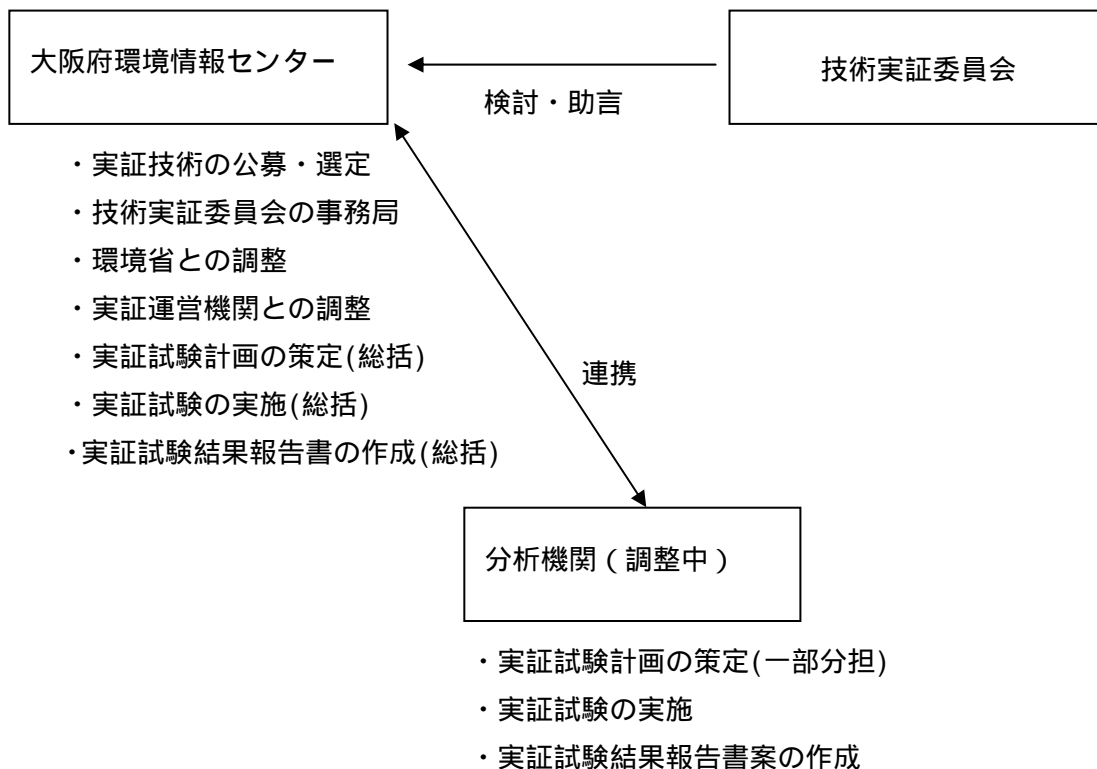 大阪府環境情報センター
技術実証委員会
検討・助言
・実証技術の公募・選定
・技術実証委員会の事務局
・環境省との調整
・実証運営機関との調整
・実証試験計画の策定(総括)
・実証試験の実施(総括)
・実証試験結果報告書の作成(総括)
連携
分析機関（調整中）
・実証試験計画の策定(一部分担)
・実証試験の実施
・実証試験結果報告書案の作成